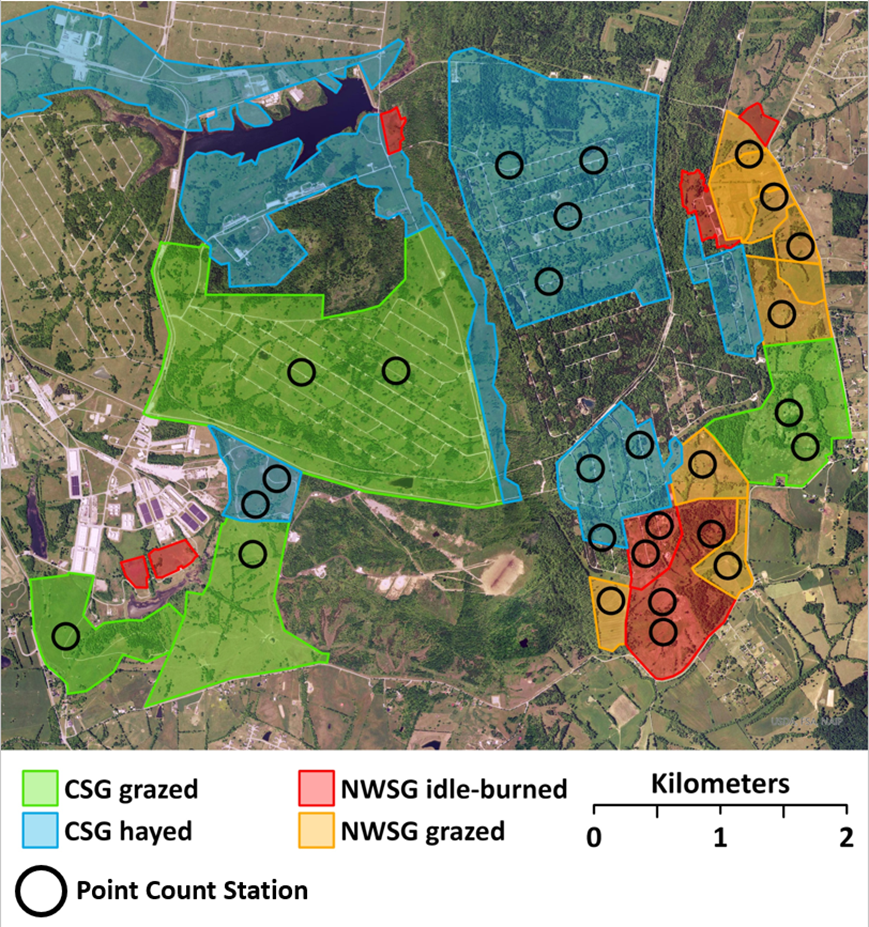 CSG grazed
NWSG idle-burned
Kilometers
CSG hayed
NWSG grazed
0 1 2
Point Count Station